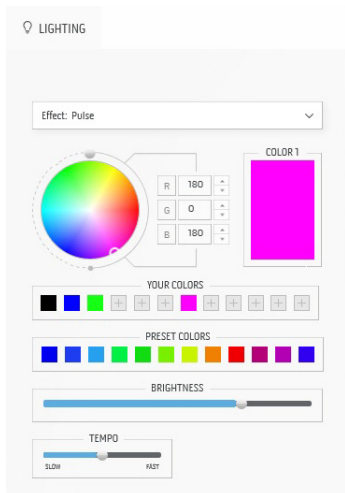 LIGHTING
Effect: Pulse
COLOR 1
R 180
G 0
B 180
YOUR COLORS
PRESET COLORS
BRIGHTNESS
TEMPO
SLOW FAST